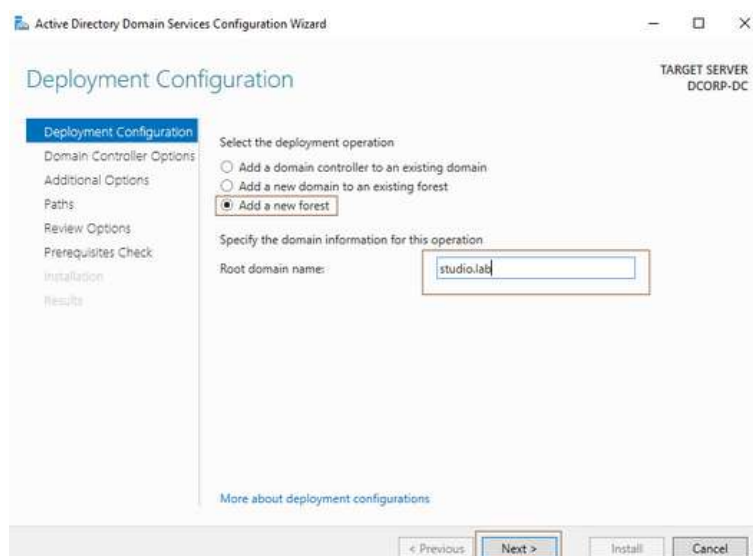 Active Directory Domain Services Configuration Wizard
Deployment Configuration
TARGET SERVER
DCORP-DC
Deployment Configuration
Domain Controller Options
Additional Options
Paths
Review Options
Prerequisites Check
Installation
Results
Select the deployment operation
Add a domain controller to an existing domain
Add a new domain to an existing forest
Add a new forest
Specify the domain information for this operation
Root domain name:
studio.lab
More about deployment configurations
< Previous
Next >
Install
Cancel